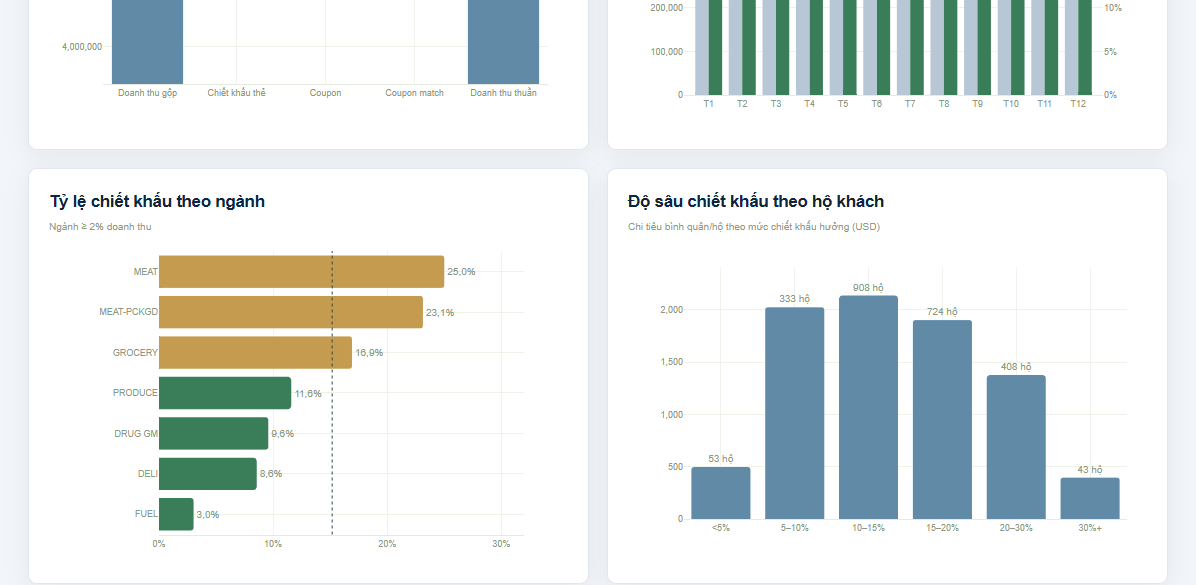 4,000,000
Doanh thu gộp
Chiết khấu thẻ
Coupon
Coupon match
Doanh thu thuần
200,000
100,000
0
10%
5%
0%
T1
T2
T3
T4
T5
T6
T7
T8
T9
T10
T11
T12
Tỷ lệ chiết khấu theo ngành
Ngành ≥ 2% doanh thu
MEAT
25,0%
MEAT-PCKGD
23,1%
GROCERY
16,9%
PRODUCE
11,6%
DRUG GM
9,6%
DELI
8,6%
FUEL
3,0%
0%
10%
20%
30%
Độ sâu chiết khấu theo hộ khách
Chi tiêu bình quân/hộ theo mức chiết khấu hưởng (USD)
2,000
1,500
1,000
500
0
53 hộ
333 hộ
908 hộ
724 hộ
408 hộ
43 hộ
<5%
5–10%
10–15%
15–20%
20–30%
30%+